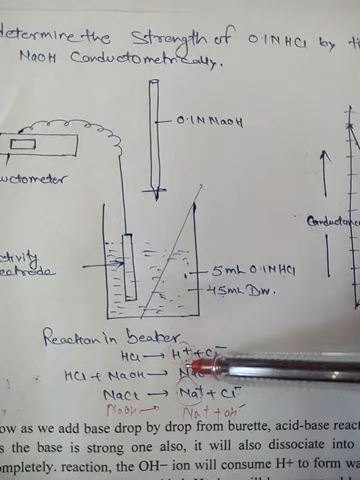 determine the Strength of 0.1N HCl by ti
NaOH Conductometrically.
0.1N NaOH
uctometer
Conductance
ctivity
ectrode
5mL 0.1N HCl
45mL Dw.
Reaction in beaker
HCl → H+ + Cl−
HCl + NaOH → NaC
NaCl → Na+ + Cl−
NaOH → Na+ + OH−
ow as we add base drop by drop from burette, acid-base react
s the base is strong one also, it will also dissociate into
ompletely. reaction, the OH− ion will consume H+ to form wa